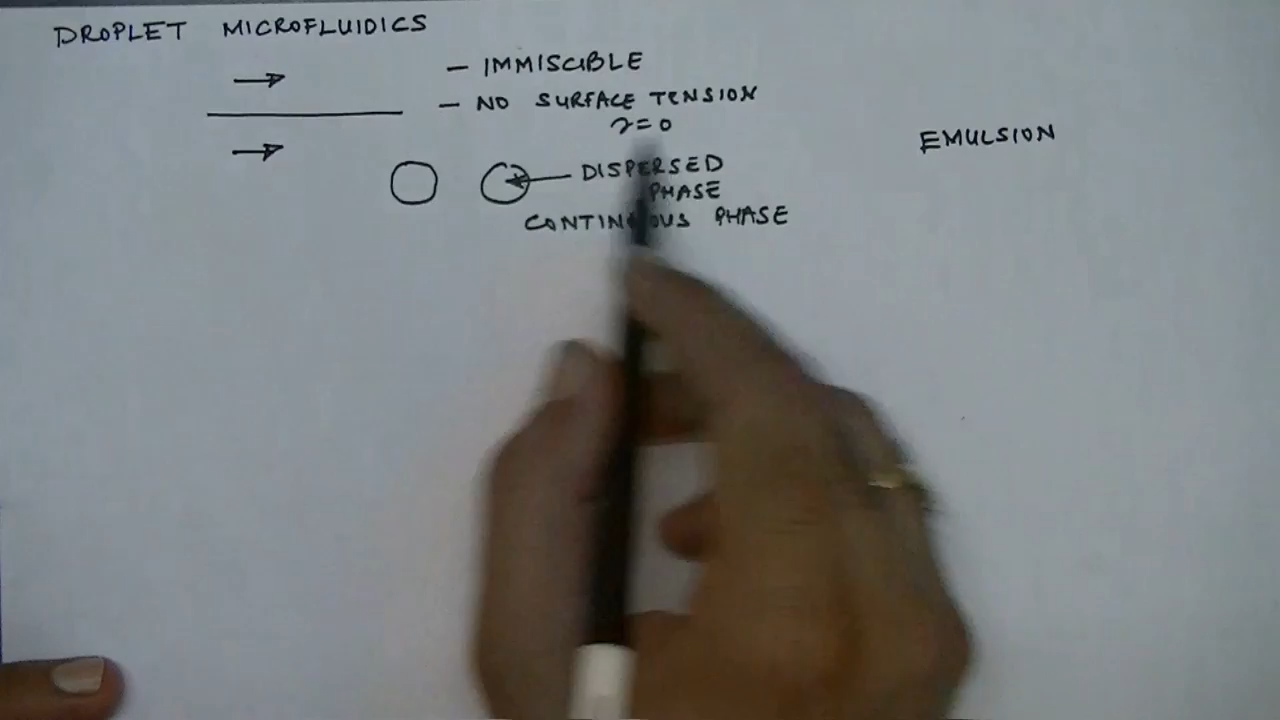 DROPLET MICROFLUIDICS
- IMMISCIBLE
- NO SURFACE TENSION
γ=0
EMULSION
DISPERSED
PHASE
CONTINUOUS PHASE